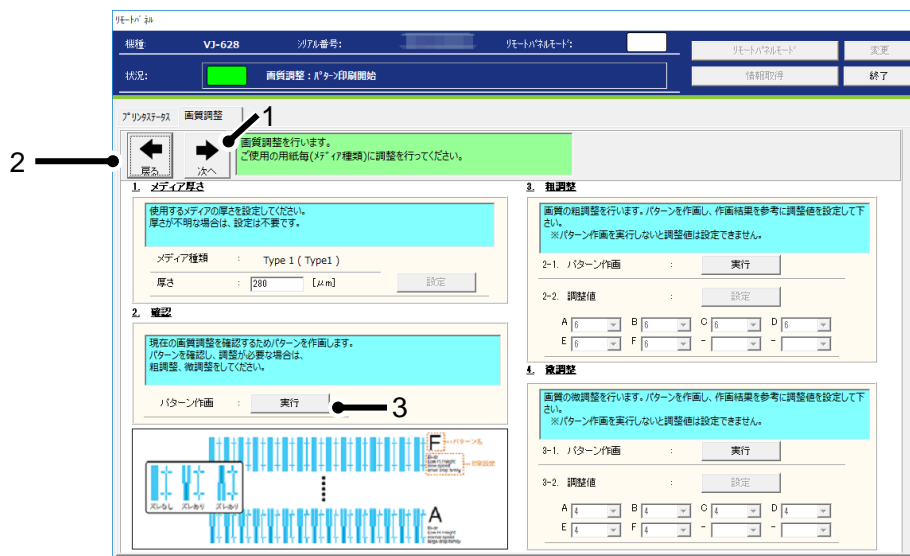 リモートパネル
機種:
VJ-628
シリアル番号:
リモートパネルモード:
リモートパネルモード
変更
状況:
画質調整:パターン印刷開始
情報取得
終了
プリンタステータス
画質調整
1
2
戻る
次へ
画質調整を行います。
ご使用の用紙毎(メディア種類)に調整を行ってください。
1. メディア厚さ
使用するメディアの厚さを設定してください。
厚さが不明な場合は、設定は不要です。
メディア種類 : Type 1 ( Type1 )
厚さ : 280 [μm] 設定
2. 確認
現在の画質調整を確認するためパターンを作画します。
パターンを確認し、調整が必要な場合は、
粗調整、微調整をしてください。
パターン作画 : 実行
3
F
パターン名
印刷設定
ズレなし ズレあり ズレあり
A
3. 粗調整
画質の粗調整を行います。パターンを作画し、作画結果を参考に調整値を設定して下
さい。
※パターン作画を実行しないと調整値は設定できません。
2-1. パターン作画 : 実行
2-2. 調整値 : 設定
A 6 B 6 C 6 D 6
E 6 F 6 - -
4. 微調整
画質の微調整を行います。パターンを作画し、作画結果を参考に調整値を設定して下
さい。
※パターン作画を実行しないと調整値は設定できません。
3-1. パターン作画 : 実行
3-2. 調整値 : 設定
A 4 B 4 C 4 D 4
E 4 F 4 - -